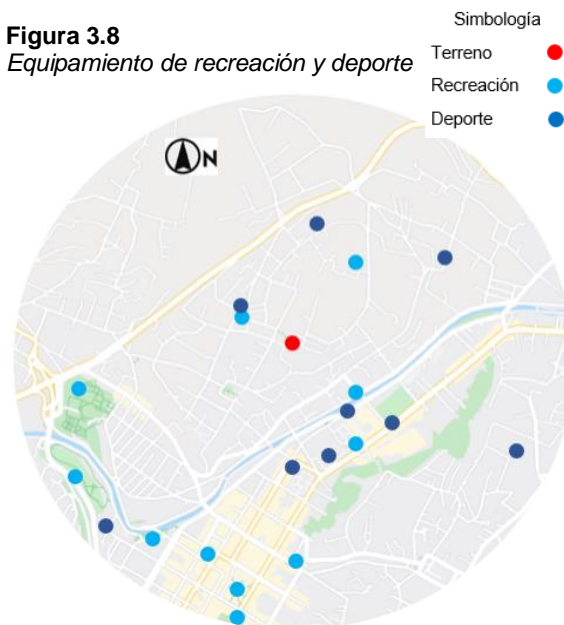 Figura 3.8
Equipamiento de recreación y deporte
Simbología
Terreno
Recreación
Deporte
N